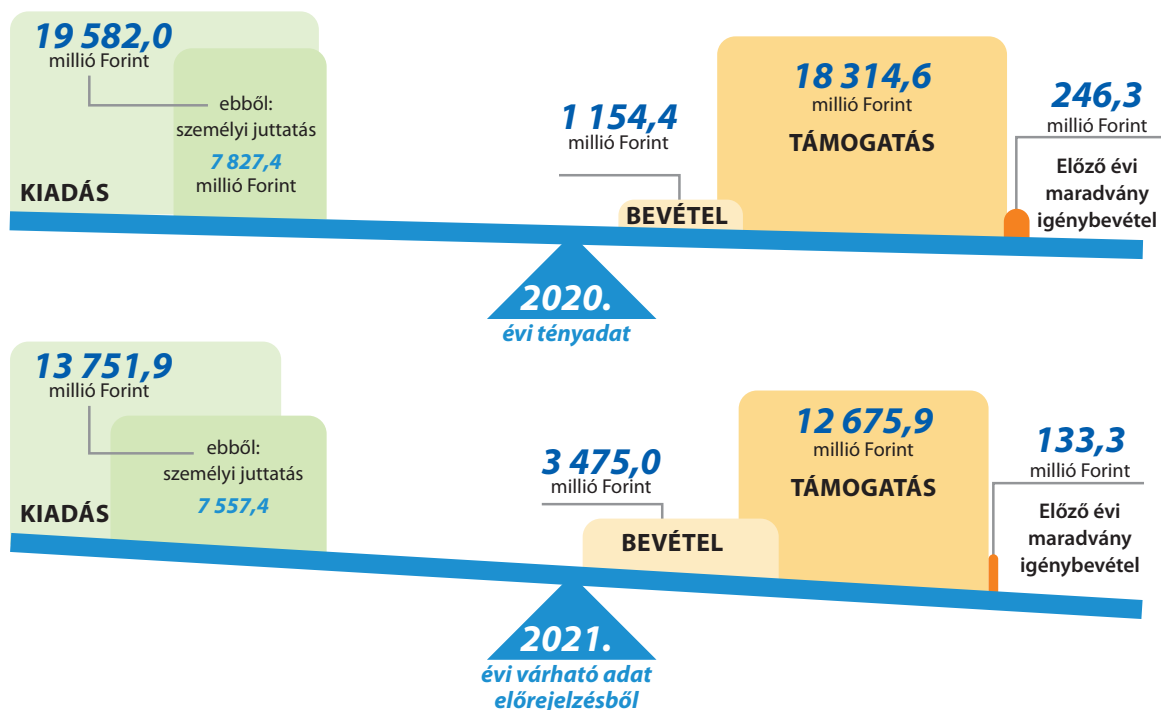 19 582,0
millió Forint
ebből:
személyi juttatás
7 827,4
millió Forint
KIADÁS
1 154,4
millió Forint
BEVÉTEL
18 314,6
millió Forint
TÁMOGATÁS
246,3
millió Forint
Előző évi
maradvány
igénybevétel
2020.
évi tényadat
13 751,9
millió Forint
ebből:
személyi juttatás
7 557,4
KIADÁS
3 475,0
millió Forint
BEVÉTEL
12 675,9
millió Forint
TÁMOGATÁS
133,3
millió Forint
Előző évi
maradvány
igénybevétel
2021.
évi várható adat
előrejelzésből